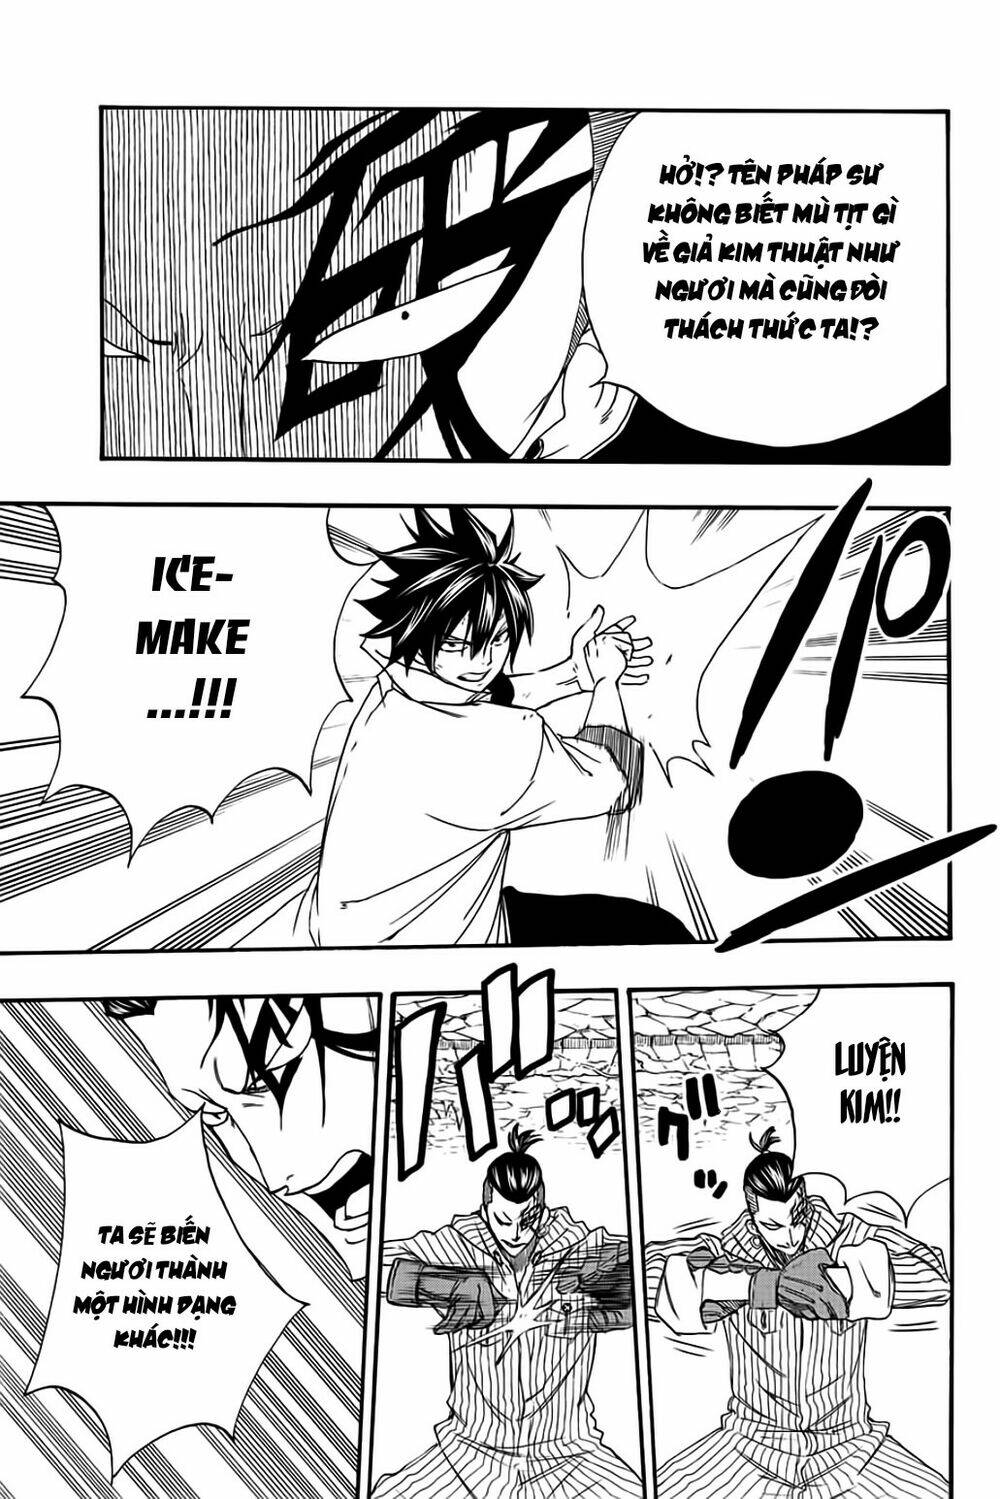 HỞ!? TÊN PHÁP SƯ
KHÔNG BIẾT MÙ TỊT GÌ
VỀ GIẢ KIM THUẬT NHƯ
NGƯƠI MÀ CŨNG ĐÒI
THÁCH THỨC TA!?
ICE-
MAKE
...!!!
LUYỆN
KIM!!
TA SẼ BIẾN
NGƯƠI THÀNH
MỘT HÌNH DẠNG
KHÁC!!!